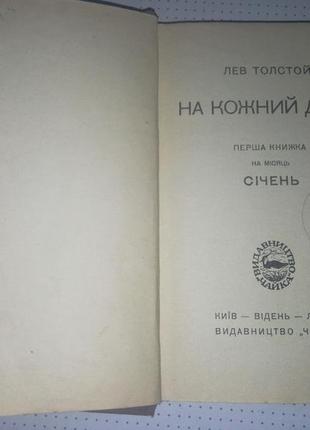 ЛЕВ ТОЛСТОЙ
НА КОЖНИЙ
ПЕРША КНИЖКА
НА МІСЯЦЬ
СІЧЕНЬ
ВИДАВНИЦТВО
"ЧАЙКА"
КИЇВ — ВІДЕНЬ —
ВИДАВНИЦТВО